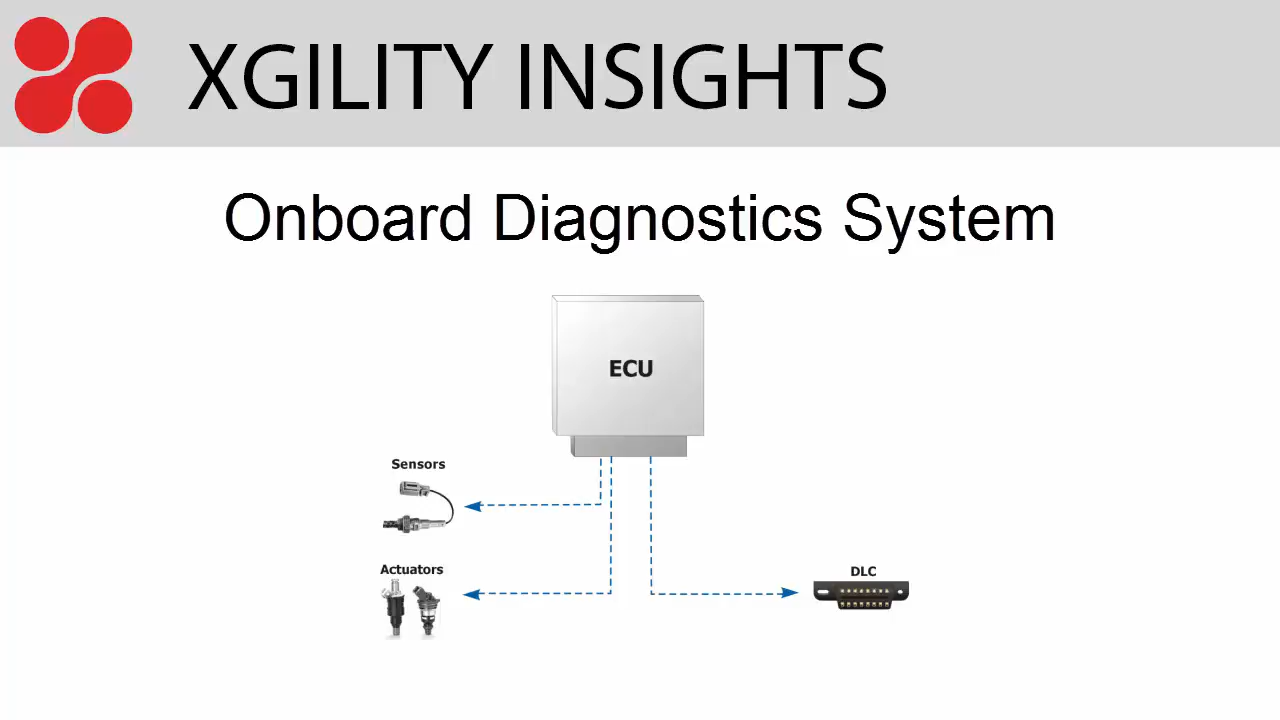 XGILITY INSIGHTS
Onboard Diagnostics System
ECU
Sensors
Actuators
DLC